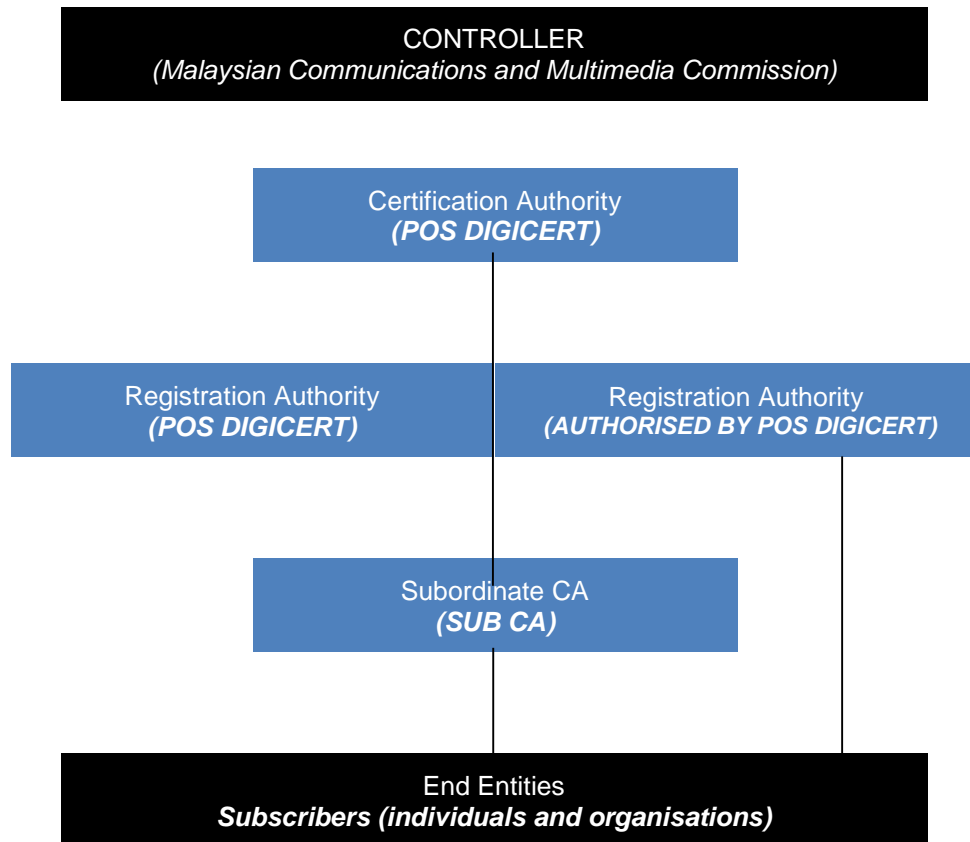 CONTROLLER
(Malaysian Communications and Multimedia Commission)
Certification Authority
(POS DIGICERT)
Registration Authority
(POS DIGICERT)
Registration Authority
(AUTHORISED BY POS DIGICERT)
Subordinate CA
(SUB CA)
End Entities
Subscribers (individuals and organisations)